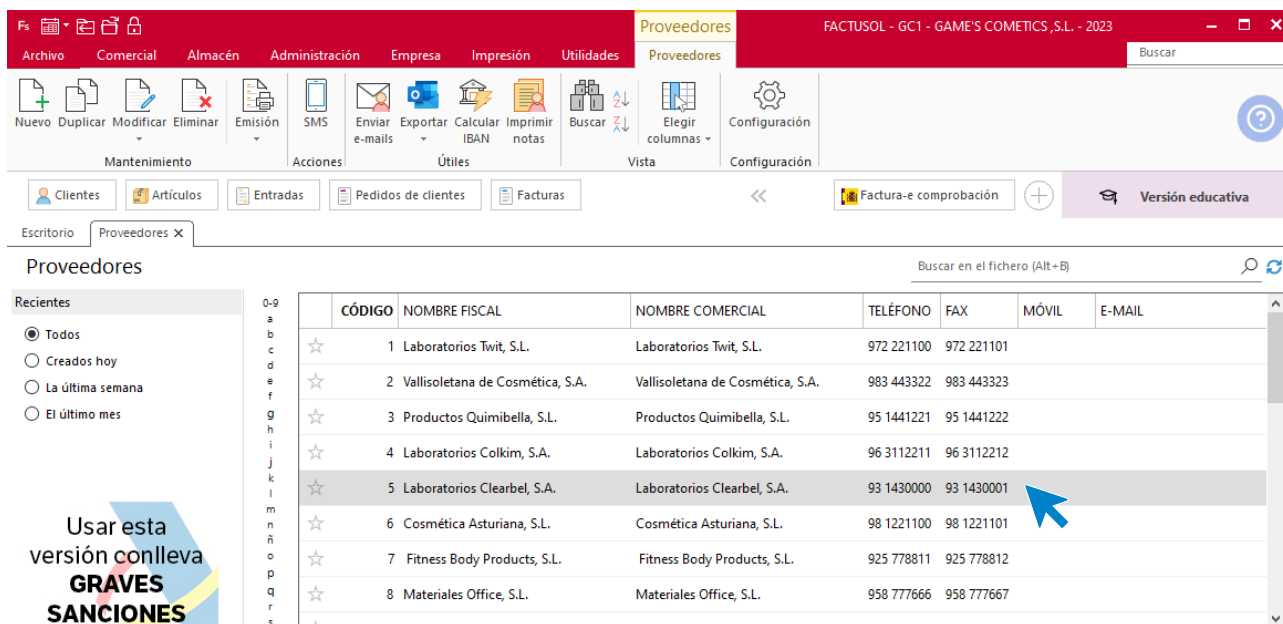 Fs Proveedores FACTUSOL - GC1 - GAME'S COMETICS ,S.L. - 2023
Archivo Comercial Almacén Administración Empresa Impresión Utilidades Proveedores Buscar
Nuevo Duplicar Modificar Eliminar Emisión SMS Enviar e-mails Exportar Calcular IBAN Imprimir notas Buscar Elegir columnas Configuración
Mantenimiento Acciones Útiles Vista Configuración
Clientes Artículos Entradas Pedidos de clientes Facturas Factura-e comprobación Versión educativa
Escritorio Proveedores
Proveedores Buscar en el fichero (Alt+B)
Recientes
Todos
Creados hoy
La última semana
El último mes
Usar esta
versión conlleva
GRAVES
SANCIONES
0-9
a
b
c
d
e
f
g
h
i
j
k
l
m
n
ñ
o
p
q
r
s
CÓDIGO NOMBRE FISCAL NOMBRE COMERCIAL TELÉFONO FAX MÓVIL E-MAIL
1 Laboratorios Twit, S.L. Laboratorios Twit, S.L. 972 221100 972 221101
2 Vallisoletana de Cosmética, S.A. Vallisoletana de Cosmética, S.A. 983 443322 983 443323
3 Productos Quimibella, S.L. Productos Quimibella, S.L. 95 1441221 95 1441222
4 Laboratorios Colkim, S.A. Laboratorios Colkim, S.A. 96 3112211 96 3112212
5 Laboratorios Clearbel, S.A. Laboratorios Clearbel, S.A. 93 1430000 93 1430001
6 Cosmética Asturiana, S.L. Cosmética Asturiana, S.L. 98 1221100 98 1221101
7 Fitness Body Products, S.L. Fitness Body Products, S.L. 925 778811 925 778812
8 Materiales Office, S.L. Materiales Office, S.L. 958 777666 958 777667